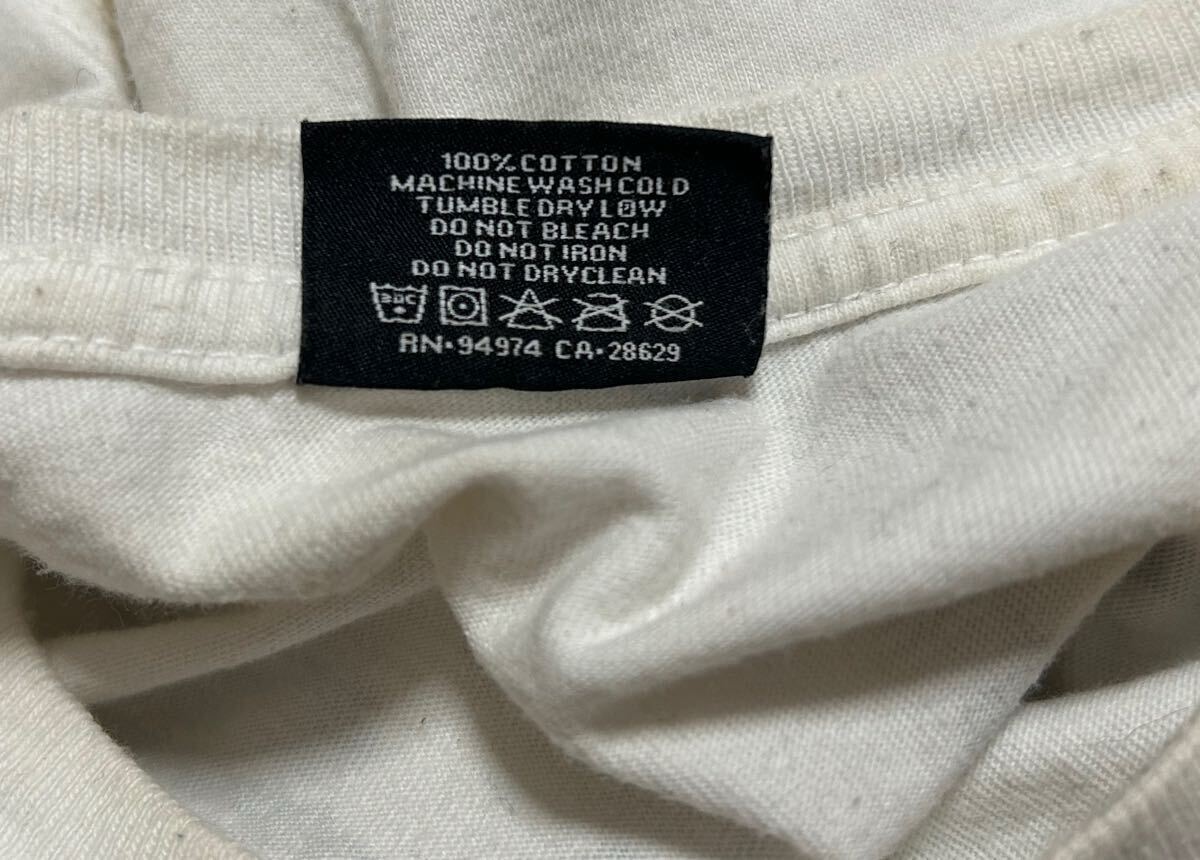 100% COTTON
MACHINE WASH COLD
TUMBLE DRY LOW
DO NOT BLEACH
DO NOT IRON
DO NOT DRYCLEAN
abc
RN·94974 CA·28629